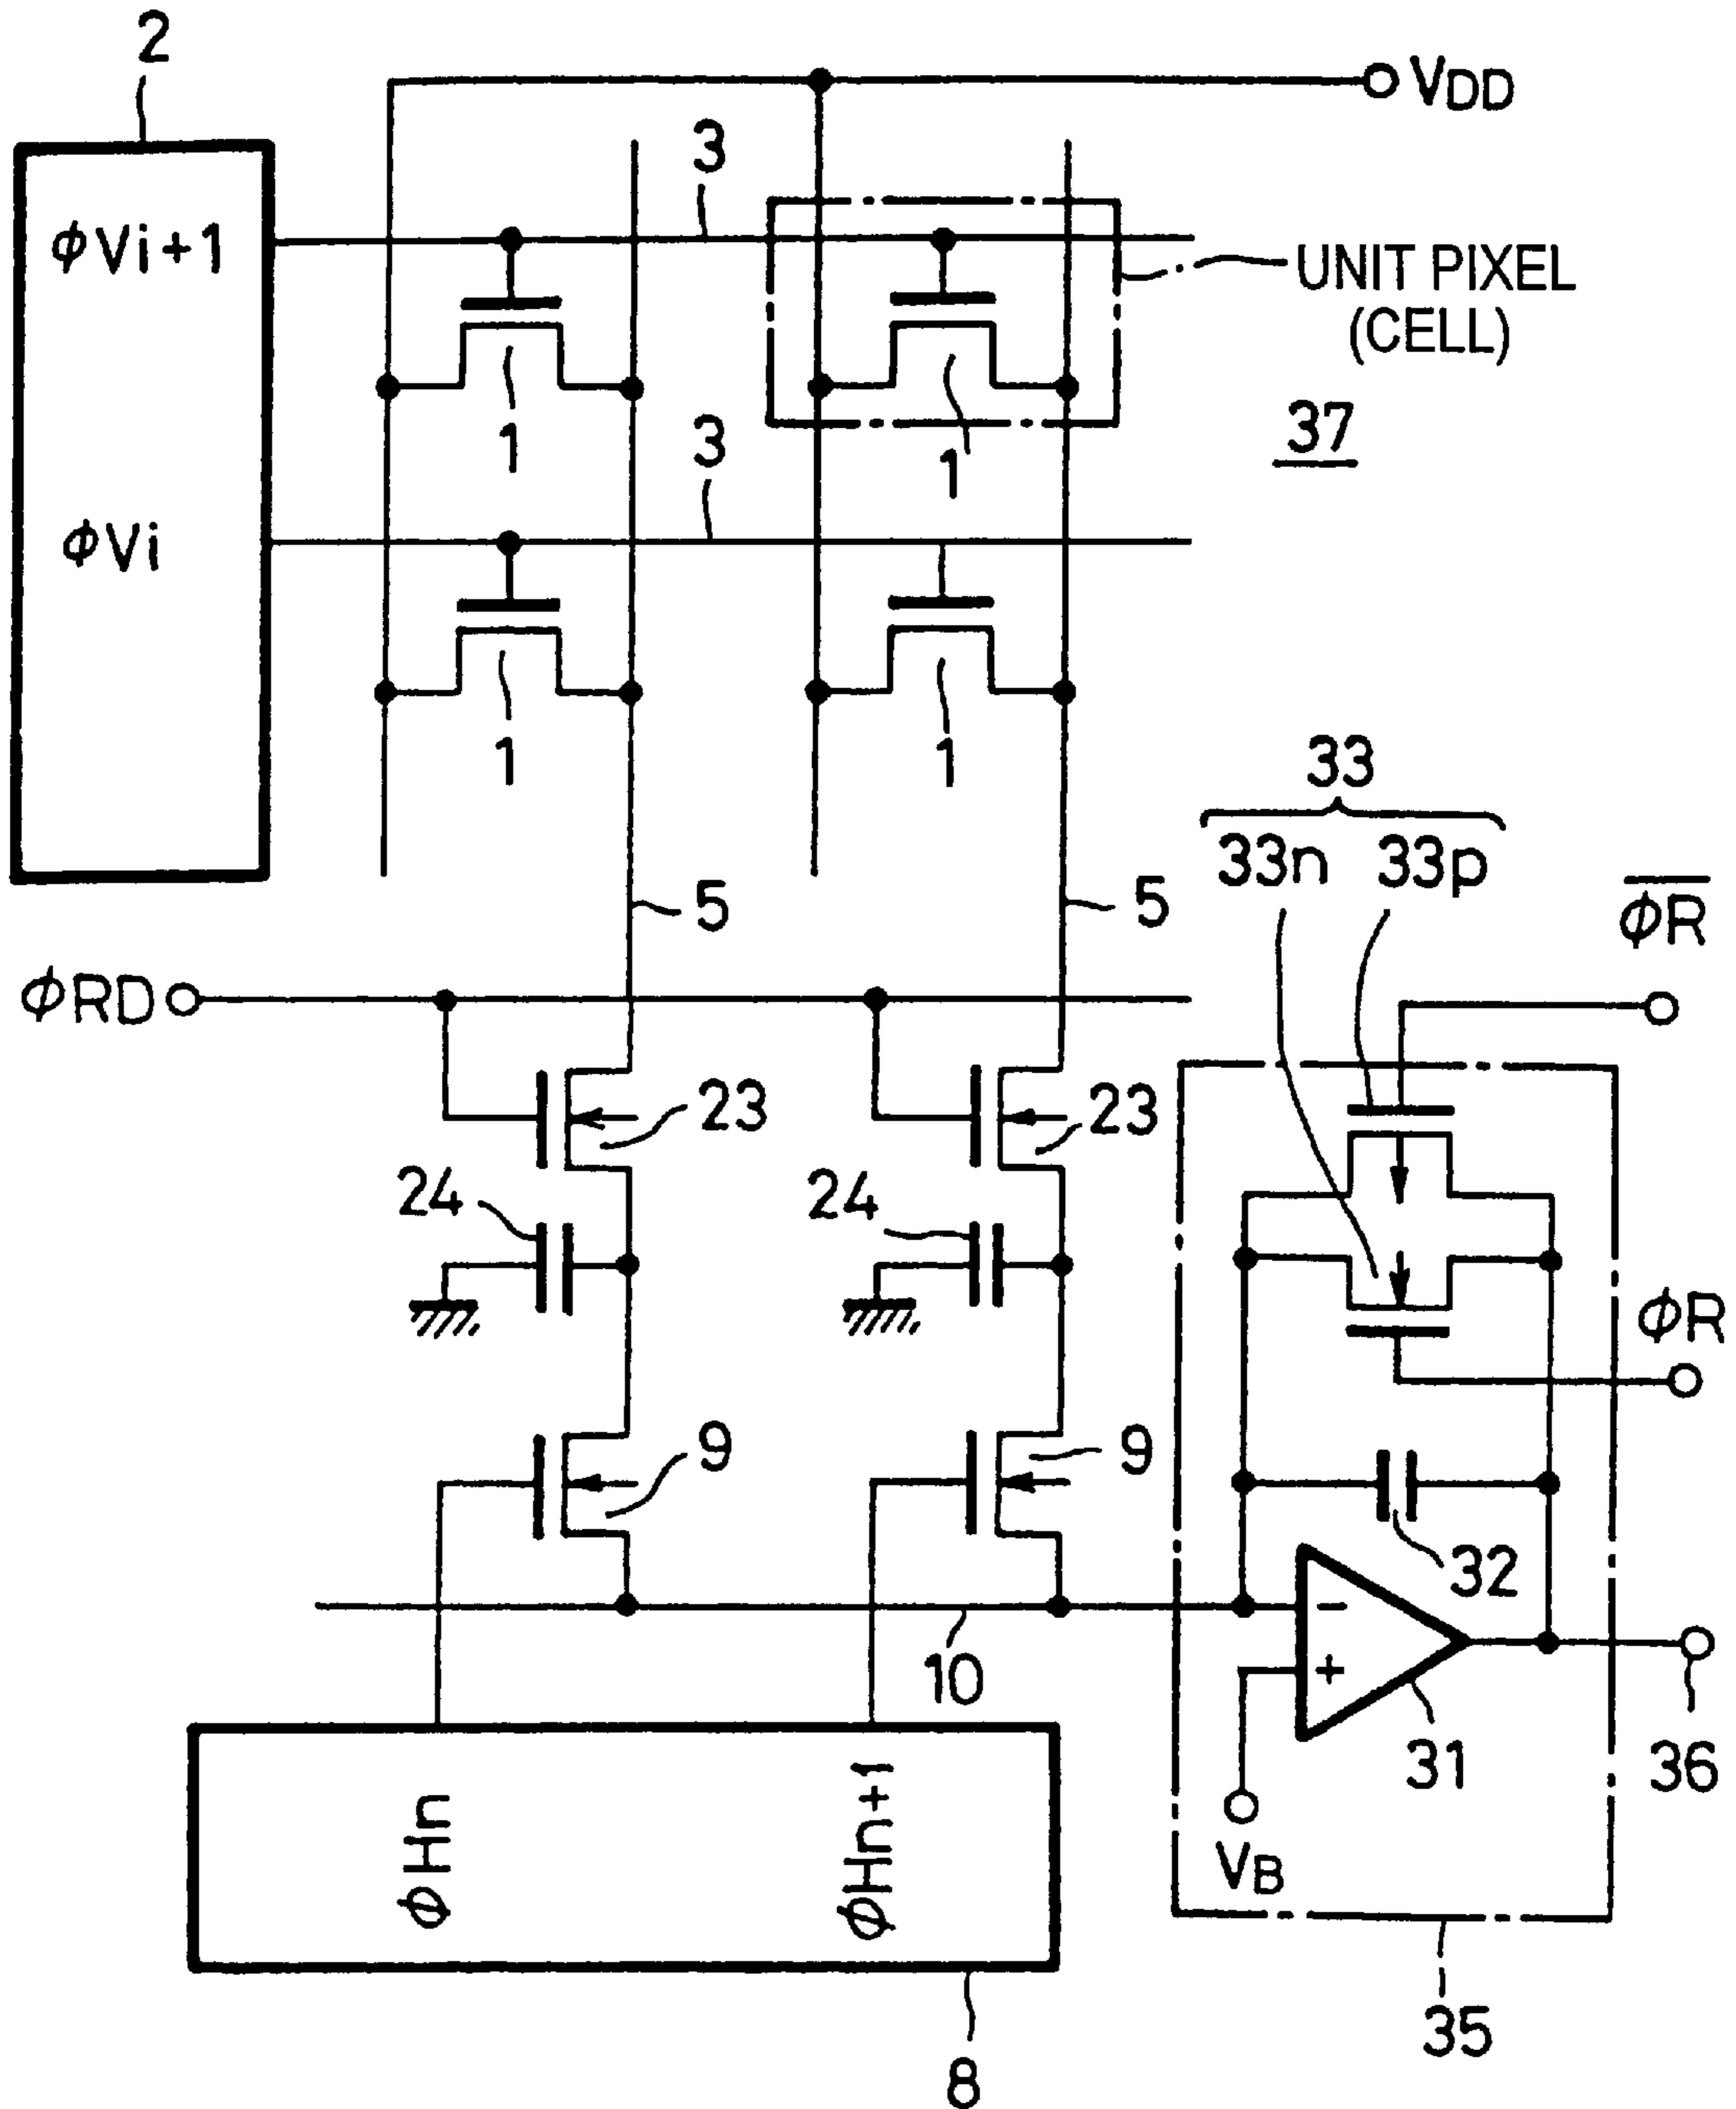 2
VDD
3
ϕVi+1
UNIT PIXEL
(CELL)
1
1
37
3
ϕVi
1
1
33
33n
33p
5
5
ϕR̅
ϕRD
23
23
24
24
ϕR
9
9
32
10
−
+
31
36
VB
ϕHn
ϕHn+1
35
8